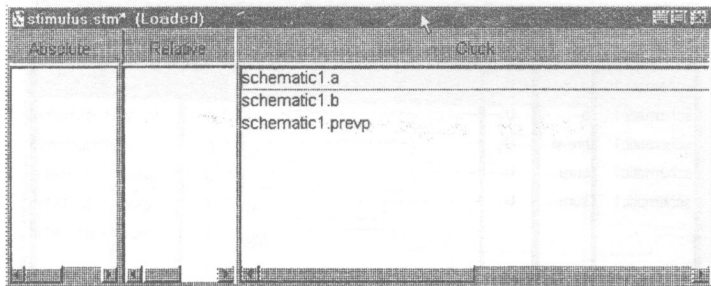 stimulus.stm* (Loaded)
Absolute Relative Clock
schematic1.a
schematic1.b
schematic1.prevp